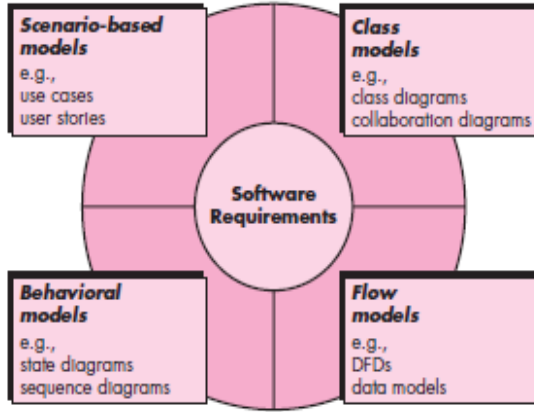 Scenario-based
models
e.g.,
use cases
user stories
Class
models
e.g.,
class diagrams
collaboration diagrams
Software
Requirements
Behavioral
models
e.g.,
state diagrams
sequence diagrams
Flow
models
e.g.,
DFDs
data models